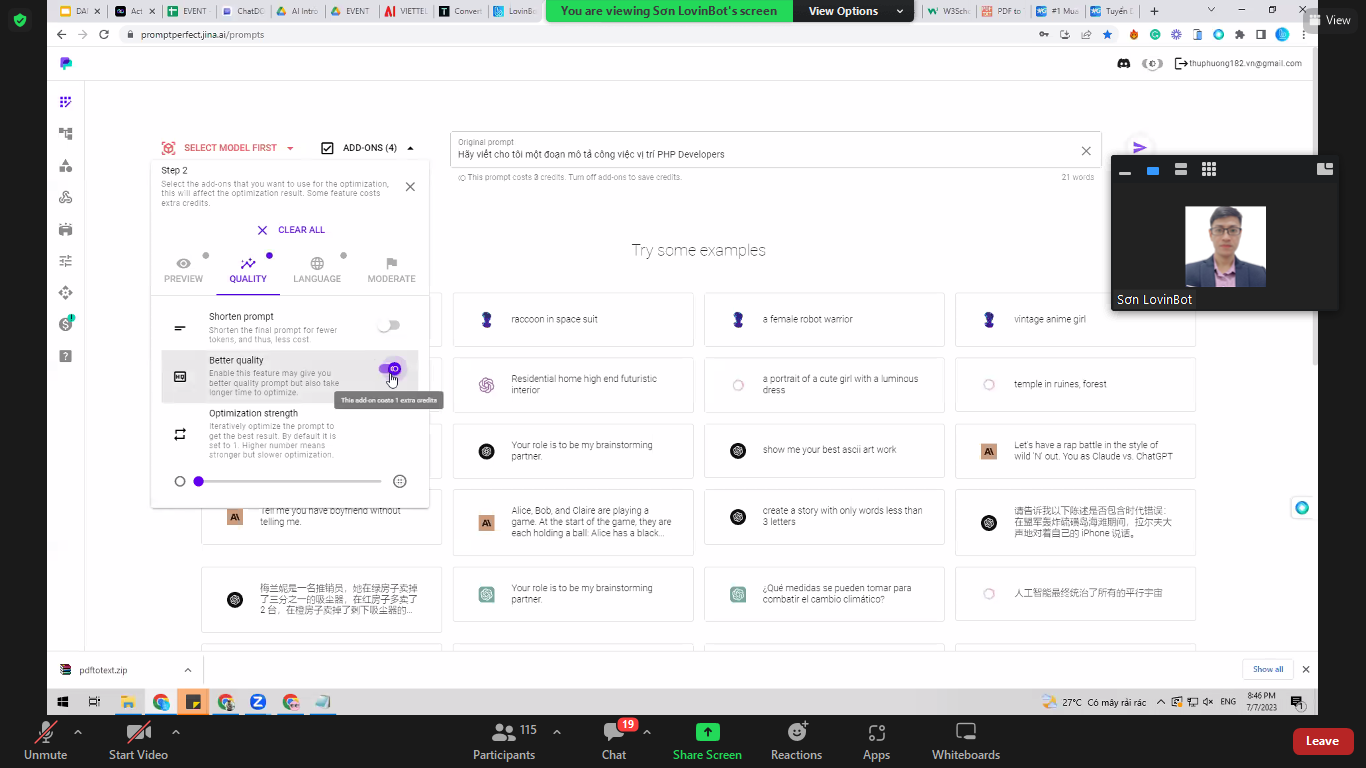 DAI
Act
EVENT
ChatDC
AI Intro
EVENT
VIETTEL
Convert
LovinBo
You are viewing Sơn LovinBot's screen
View Options
W3Scho
PDF to
#1 Mua
Tuyển E
View
promptperfect.jina.ai/prompts
thuphuong182.vn@gmail.com
SELECT MODEL FIRST
ADD-ONS (4)
Original prompt
Hãy viết cho tôi một đoạn mô tả công việc vị trí PHP Developers
This prompt costs 3 credits. Turn off add-ons to save credits.
21 words
Step 2
Select the add-ons that you want to use for the optimization,
this will affect the optimization result. Some feature costs
extra credits.
CLEAR ALL
PREVIEW
QUALITY
LANGUAGE
MODERATE
Shorten prompt
Shorten the final prompt for fewer
tokens, and thus, less cost
Better quality
Enable this feature may give you
better quality prompt but also take
longer time to optimize.
This add-on costs 1 extra credits
Optimization strength
Iteratively optimize the prompt to
get the best result. By default it is
set to 1. Higher number means
stronger but slower optimization.
Sơn LovinBot
Try some examples
raccoon in space suit
a female robot warrior
vintage anime girl
Residential home high end futuristic
interior
a portrait of a cute girl with a luminous
dress
temple in ruines, forest
Your role is to be my brainstorming
partner.
show me your best ascii art work
Let's have a rap battle in the style of
wild 'N' out. You as Claude vs. ChatGPT
Tell me you have boyfriend without
telling me.
Alice, Bob, and Claire are playing a
game. At the start of the game, they are
each holding a ball: Alice has a black...
create a story with only words less than
3 letters
请告诉我以下陈述是否包含时代错误：
在盟军轰炸硫磺岛海滩期间，拉尔夫大
声地对着自己的 iPhone 说话。
梅兰妮是一名推销员，她在绿房子卖掉
了三分之一的吸尘器，在红房子多卖了
2 台，在橙房子卖掉了剩下吸尘器的...
Your role is to be my brainstorming
partner.
¿Qué medidas se pueden tomar para
combatir el cambio climático?
人工智能最终统治了所有的平行宇宙
pdftotext.zip
Show all
27°C Có mây rải rác
ENG
8:46 PM
7/7/2023
1
Unmute
Start Video
Participants
115
Chat
19
Share Screen
Reactions
Apps
Whiteboards
Leave